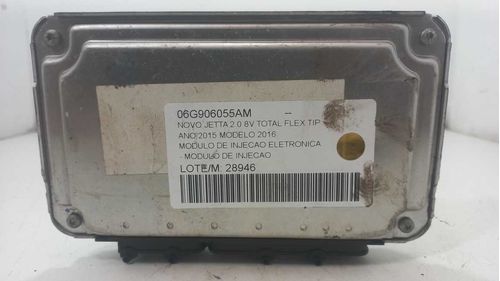 06G906055AM –
NOVO JETTA 2.0 8V TOTAL FLEX TIP
ANO 2015 MODELO 2016
MODULO DE INJECAO ELETRONICA
- MODULO DE INJECAO
LOTE/M: 28946